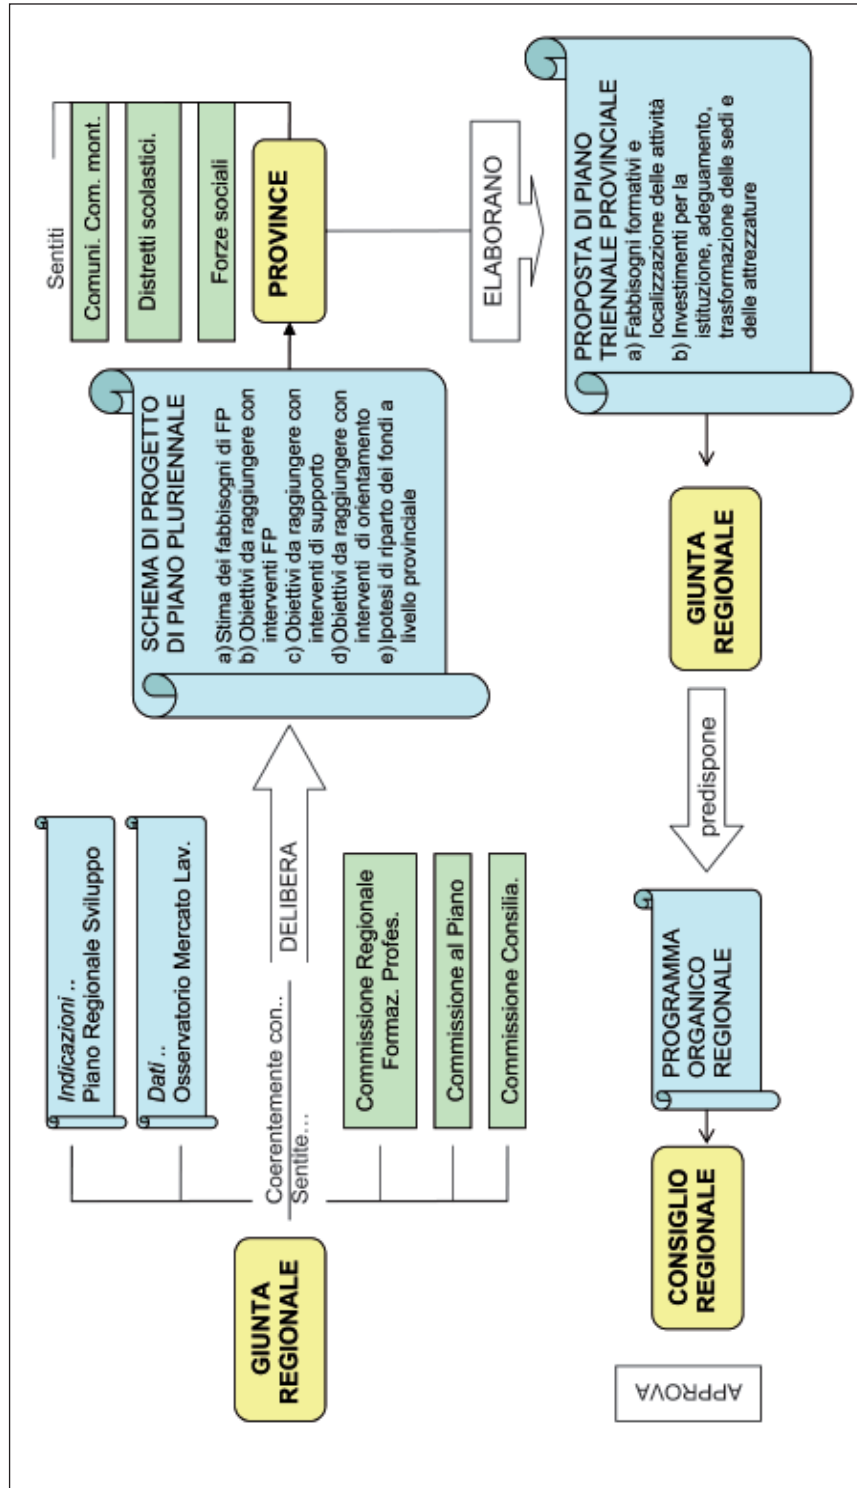 GIUNTA
REGIONALE
Indicazioni ..
Piano Regionale Sviluppo
Dati ..
Osservatorio Mercato Lav.
Coerentemente con..
Sentite...
Commissione Regionale
Formaz. Profes.
Commissione al Piano
Commissione Consilia.
DELIBERA
SCHEMA DI PROGETTO
DI PIANO PLURIENNALE
a) Stima dei fabbisogni di FP
b) Obiettivi da raggiungere con
interventi FP
c) Obiettivi da raggiungere con
interventi di supporto
d) Obiettivi da raggiungere con
interventi di orientamento
e) Ipotesi di riparto dei fondi a
livello provinciale
Sentiti
Comuni. Com. mont.
Distretti scolastici.
Forze sociali
PROVINCE
ELABORANO
PROPOSTA DI PIANO
TRIENNALE PROVINCIALE
a) Fabbisogni formativi e
localizzazione delle attività
b) Investimenti per la
istituzione, adeguamento,
trasformazione delle sedi e
delle attrezzature
GIUNTA
REGIONALE
predispone
PROGRAMMA
ORGANICO
REGIONALE
CONSIGLIO
REGIONALE
APPROVA